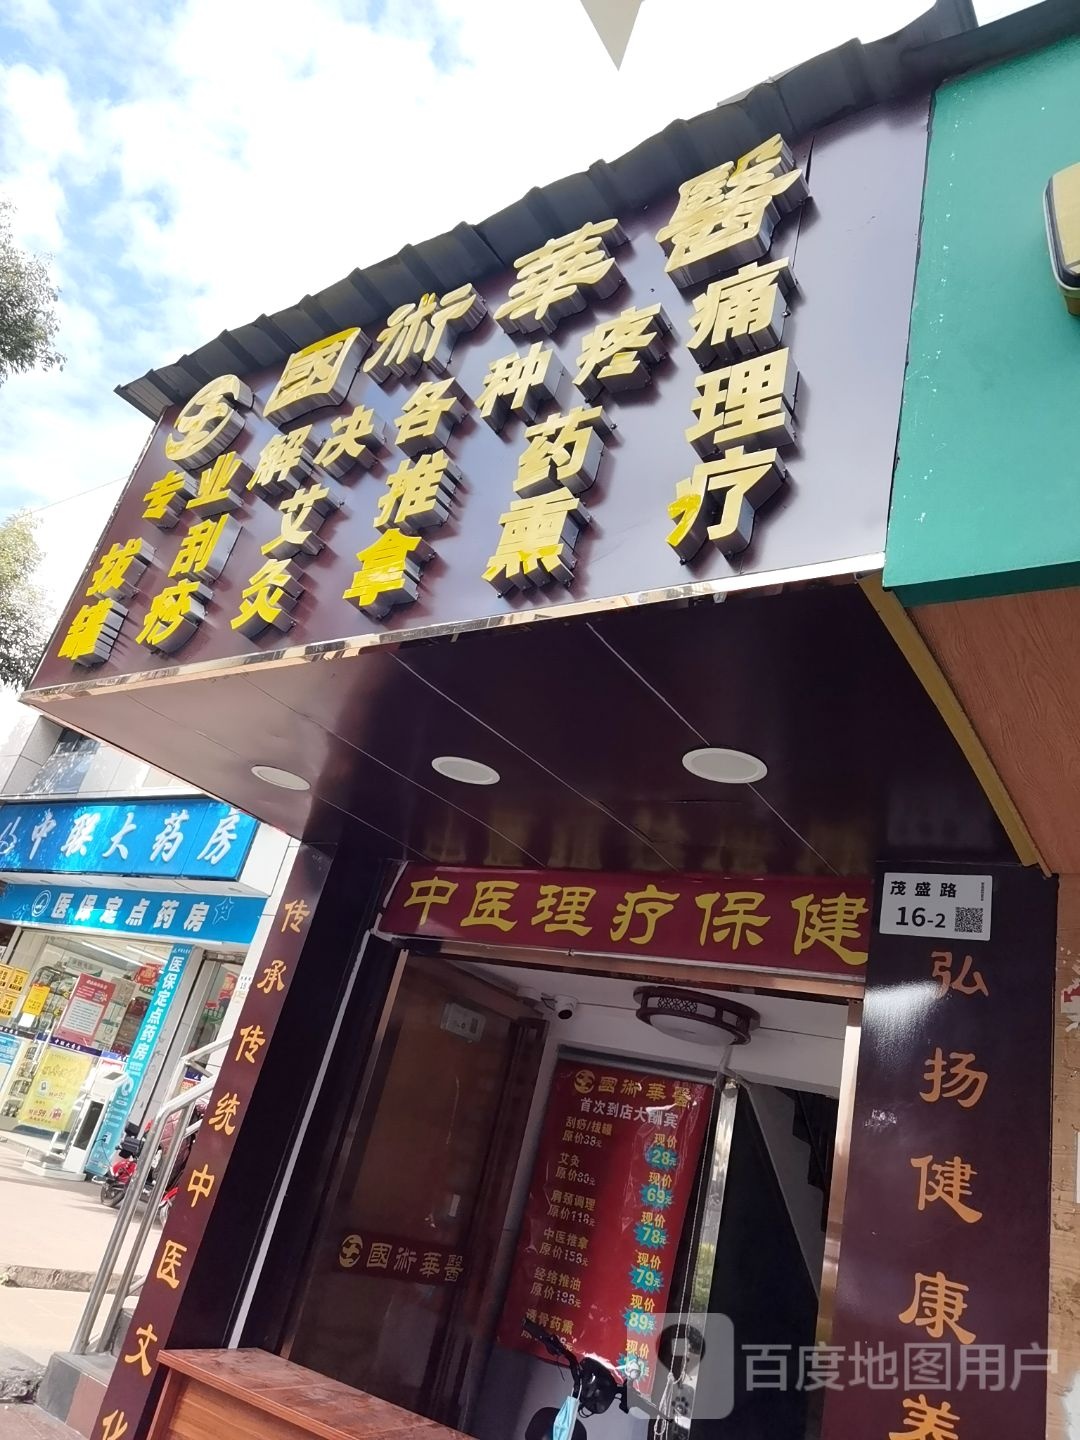 國術華醫
专业解决各种疼痛
拔罐 刮痧 艾灸 推拿 药熏 理疗
中联大药房
医保定点药房
医保定点药房
中医理疗保健
茂盛路
16-2
传承传统中医文化
弘扬健康养
國术華醫
國术華醫
首次到店大酬宾
刮痧/拔罐
原价38元
现价
28元
艾灸
原价80元
现价
69元
肩颈调理
原价118元
现价
78元
中医推拿
原价158元
现价
79元
经络推油
原价188元
现价
89元
透骨药熏
现价
百度地图用户